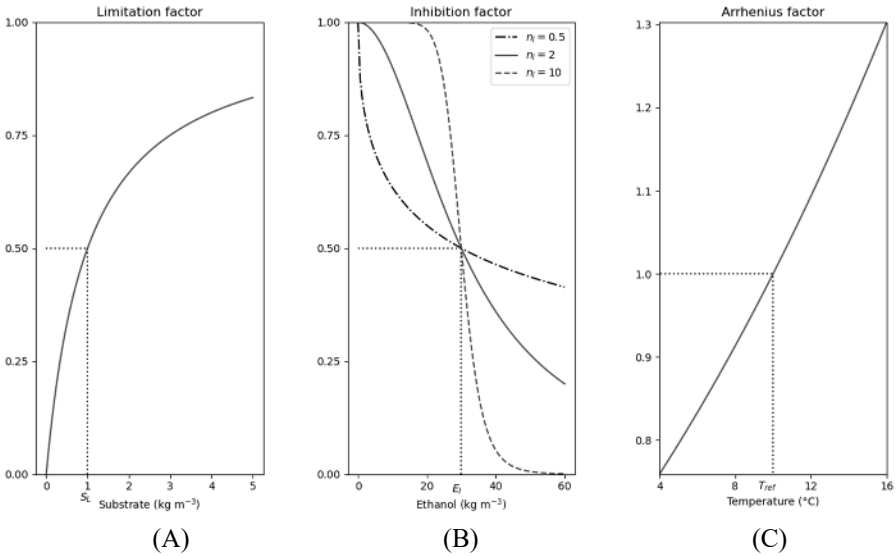 Limitation factor
1.00
0.75
0.50
0.25
0.00
0 1 2 3 4 5
S_L
Substrate (kg m⁻³)
(A)
Inhibition factor
n_I = 0.5
n_I = 2
n_I = 10
1.00
0.75
0.50
0.25
0.00
0 20 40 60
E_I
Ethanol (kg m⁻³)
(B)
Arrhenius factor
1.3
1.2
1.1
1.0
0.9
0.8
4 8 12 16
T_ref
Temperature (°C)
(C)